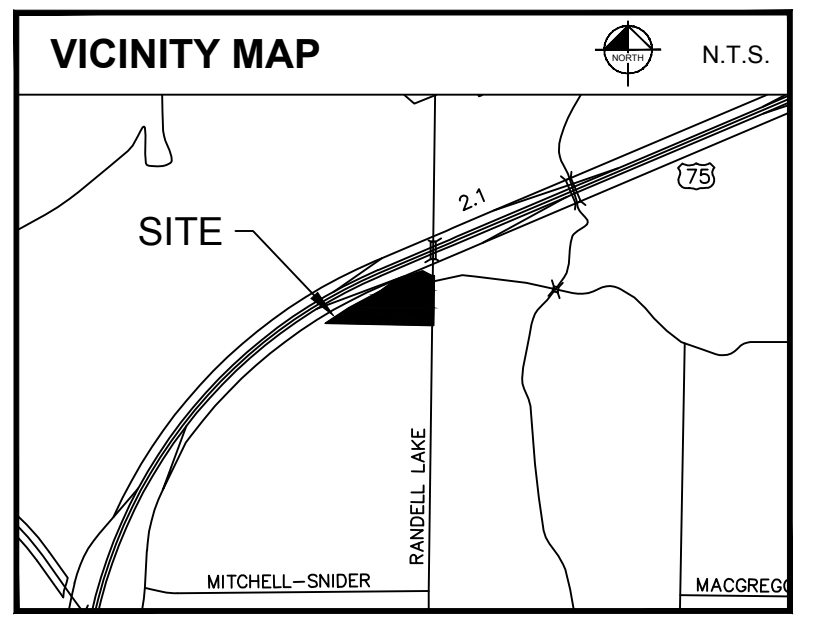 VICINITY MAP
NORTH
N.T.S.
75
2.1
SITE
RANDELL LAKE
MITCHELL-SNIDER
MACGREGO